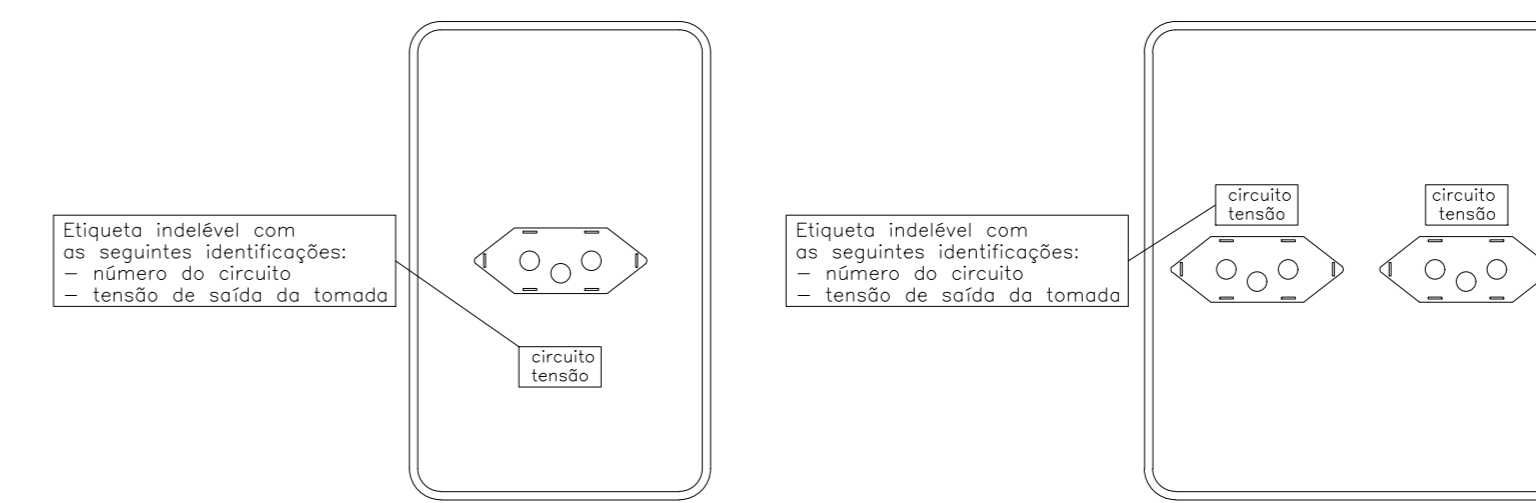 Etiqueta indelével com
as seguintes identificações:
– número do circuito
– tensão de saída da tomada
circuito
tensão
Etiqueta indelével com
as seguintes identificações:
– número do circuito
– tensão de saída da tomada
circuito
tensão
circuito
tensão